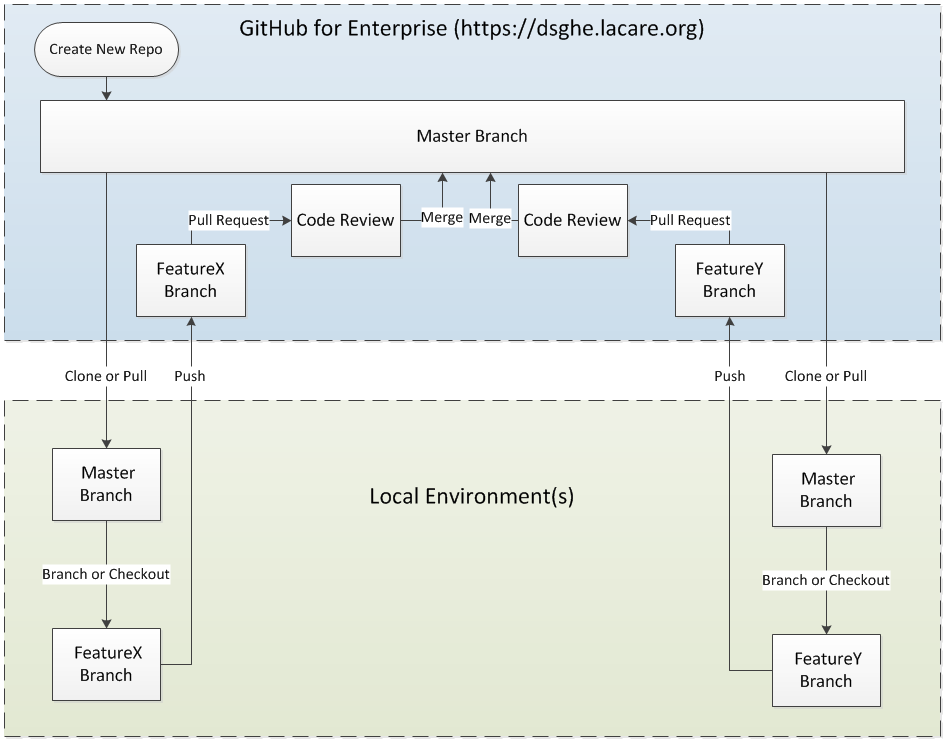 GitHub for Enterprise (https://dsghe.lacare.org)
Create New Repo
Master Branch
Pull Request
Code Review
Merge
Merge
Code Review
Pull Request
FeatureX
Branch
FeatureY
Branch
Clone or Pull
Push
Push
Clone or Pull
Master
Branch
Local Environment(s)
Master
Branch
Branch or Checkout
Branch or Checkout
FeatureX
Branch
FeatureY
Branch